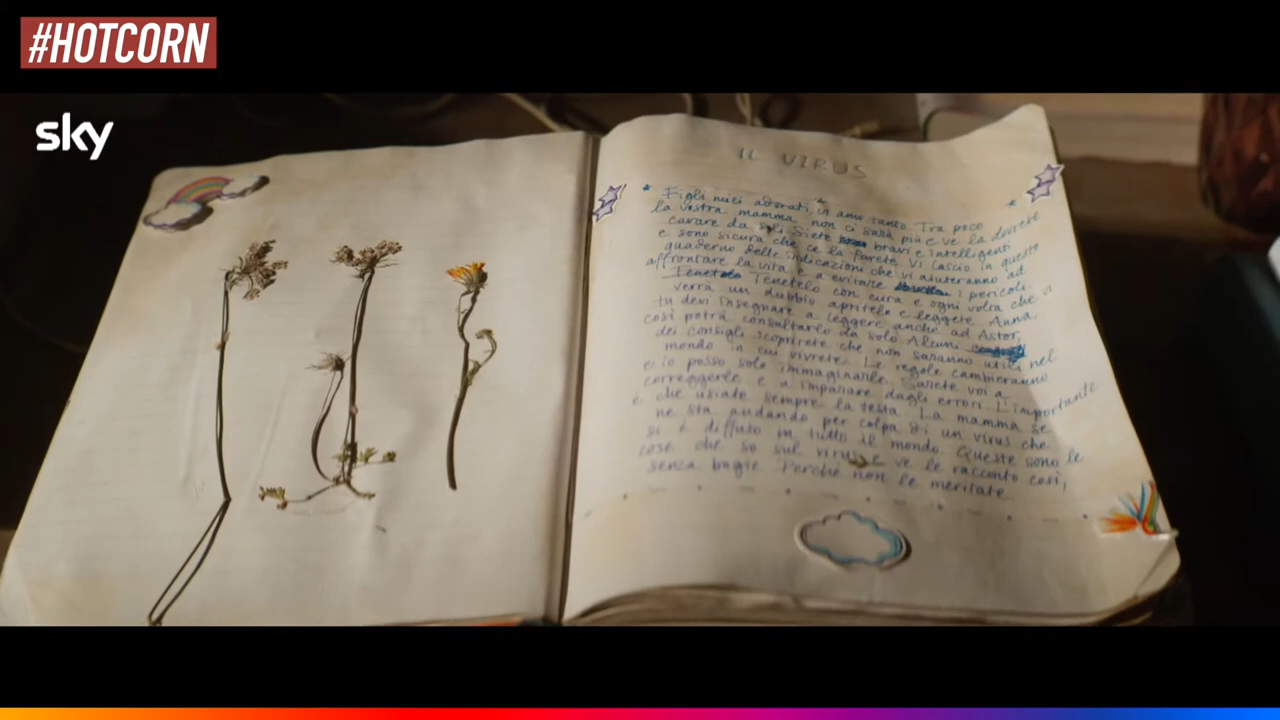 #HOTCORN
sky
IL VIRUS
Figli miei adorati, vi amo tanto. Tra poco
la vostra mamma non ci sarà più e ve la dovrete
cavare da soli. Siete bravi e intelligenti
e sono sicura che ce la farete. Vi lascio in questo
quaderno delle indicazioni che vi aiuteranno ad
affrontare la vita e a evitare i pericoli.
Tenetelo con cura e ogni volta che vi
verrà un dubbio apritelo e leggete. Anna,
tu devi insegnare a leggere anche ad Astor,
così potrà consultarlo da solo. Alcuni
dei consigli scoprirete che non saranno utili nel
mondo in cui vivrete. Le regole cambieranno
e io posso solo immaginarle. Sarete voi a
correggerle e a imparare dagli errori. L'importante
è che usiate sempre la testa. La mamma se
ne sta andando per colpa di un virus che
si è diffuso in tutto il mondo. Queste sono le
cose che so sul virus e ve le racconto così,
senza bugie. Perché non le meritate.